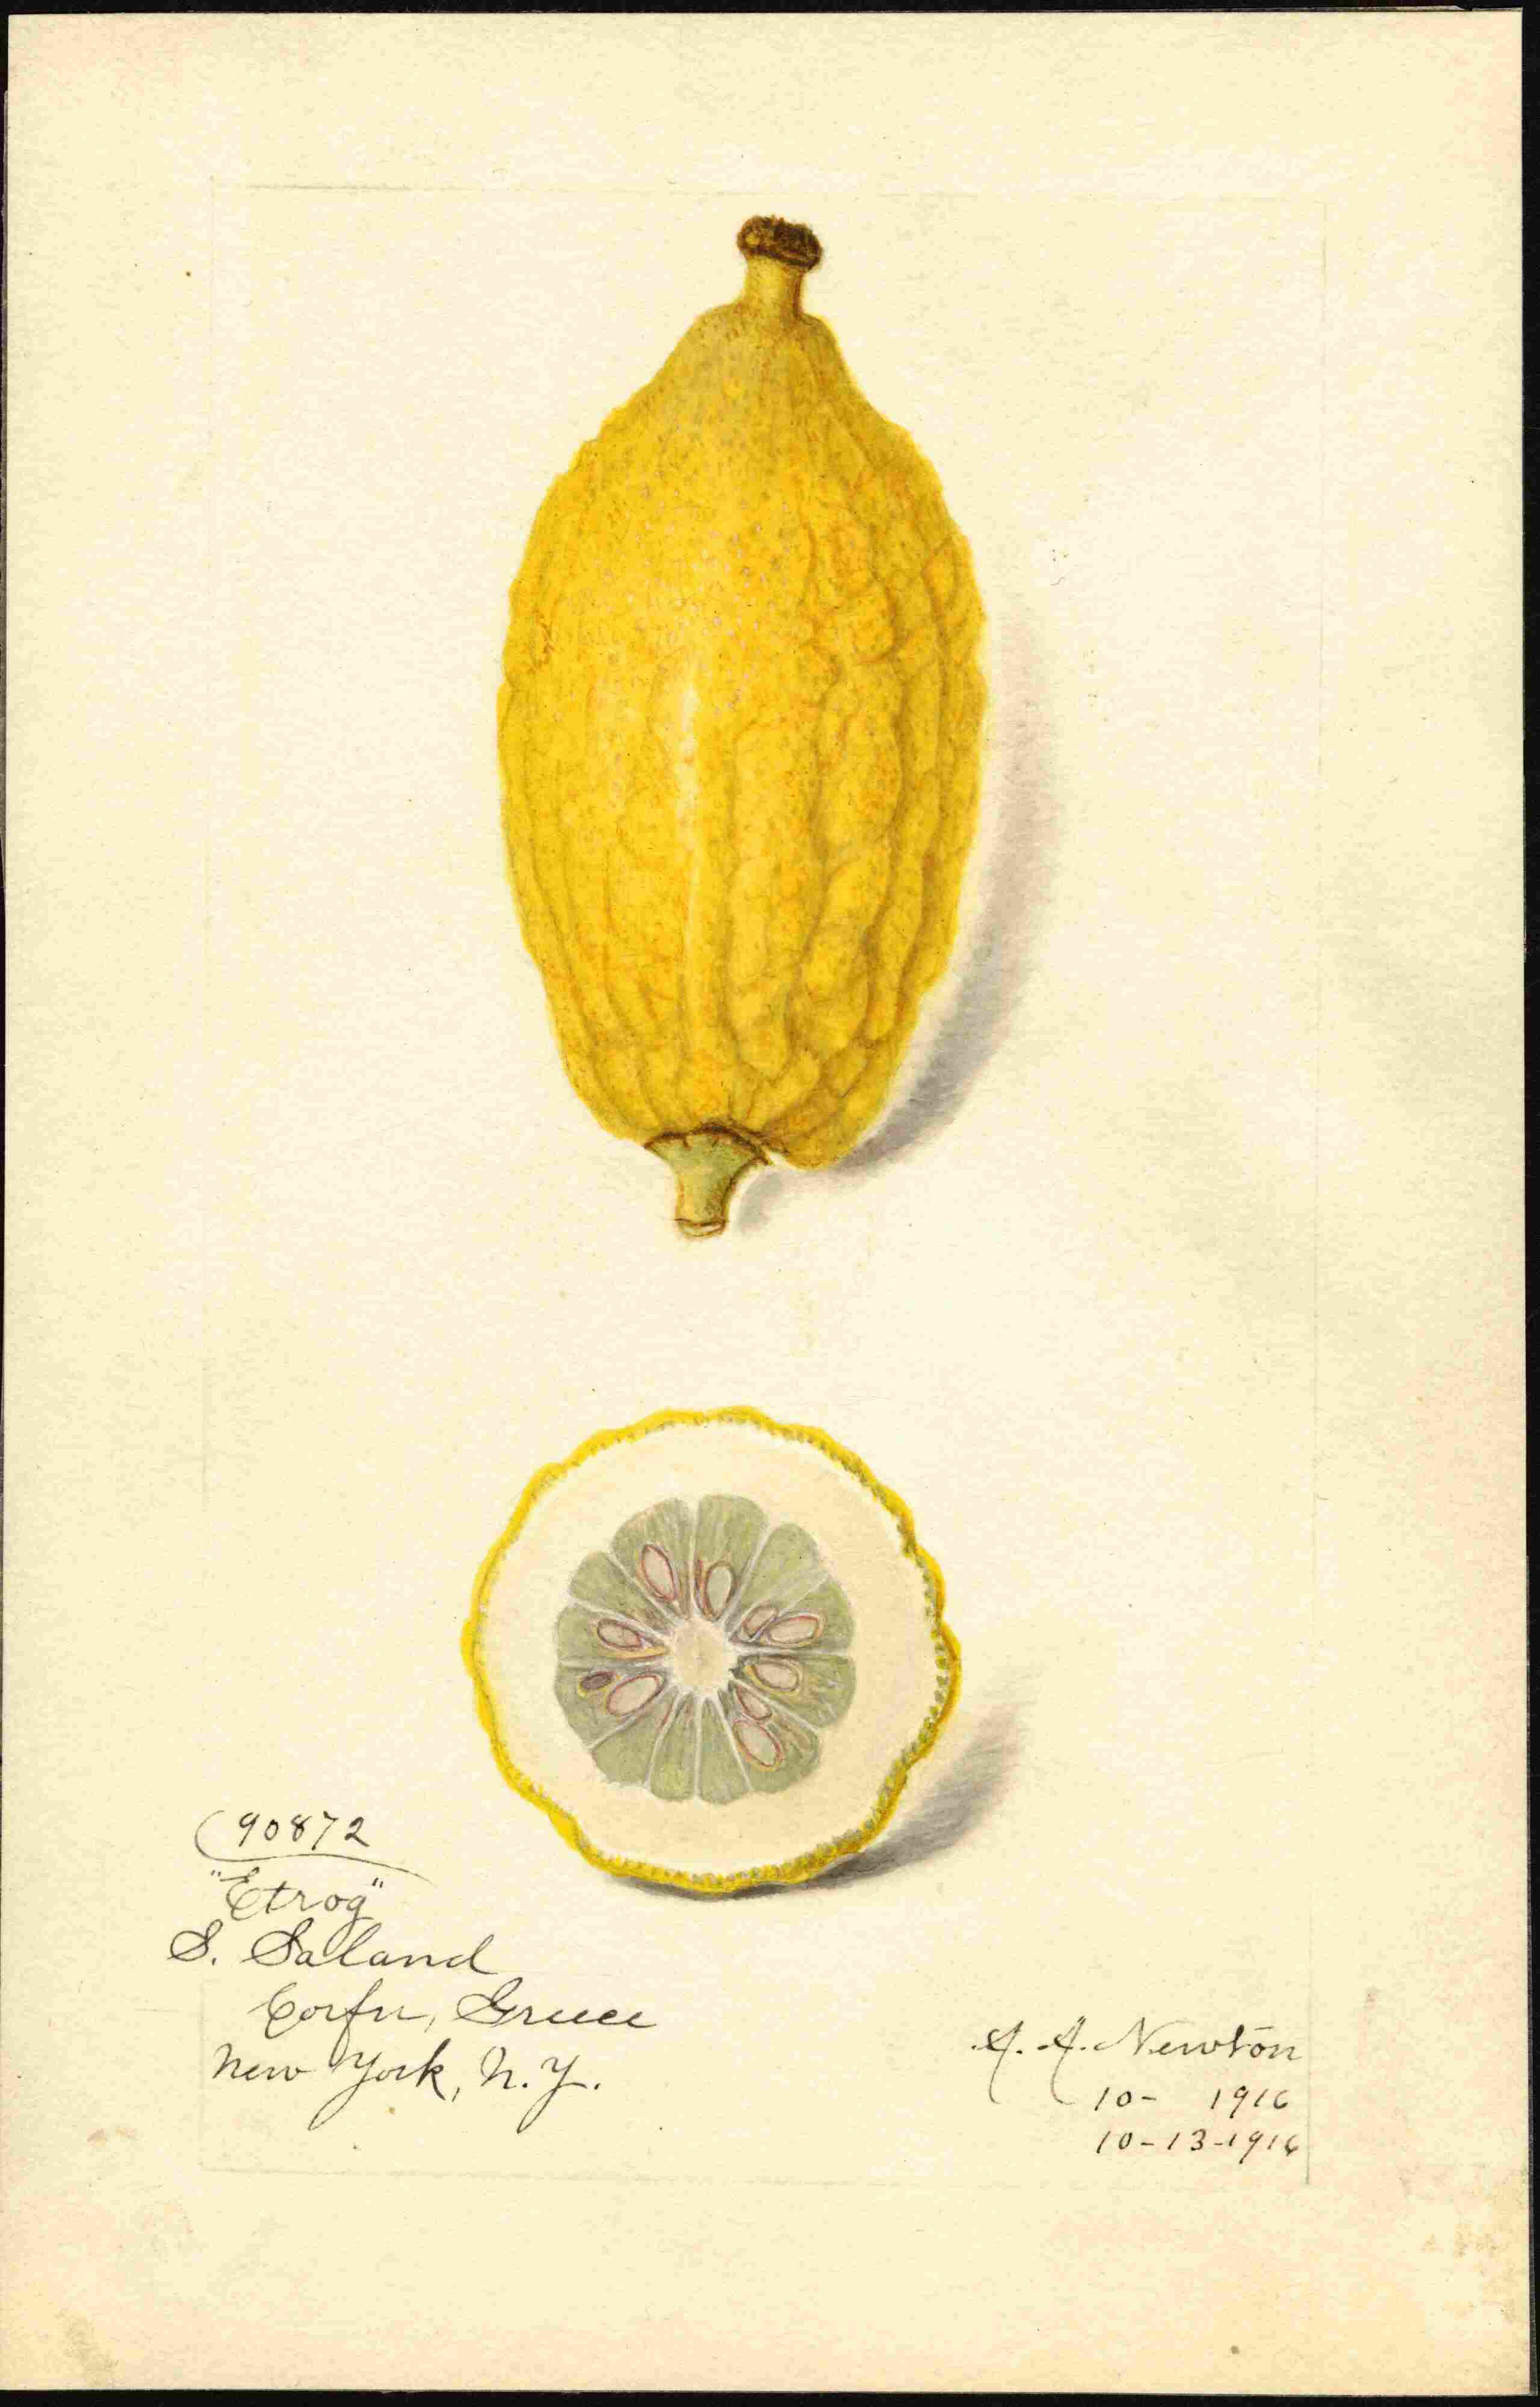 90872
"Etrog"
S. Saland
Corfu, Greece
New York, N.Y.
A. A. Newton
10- 1916
10-13-1916